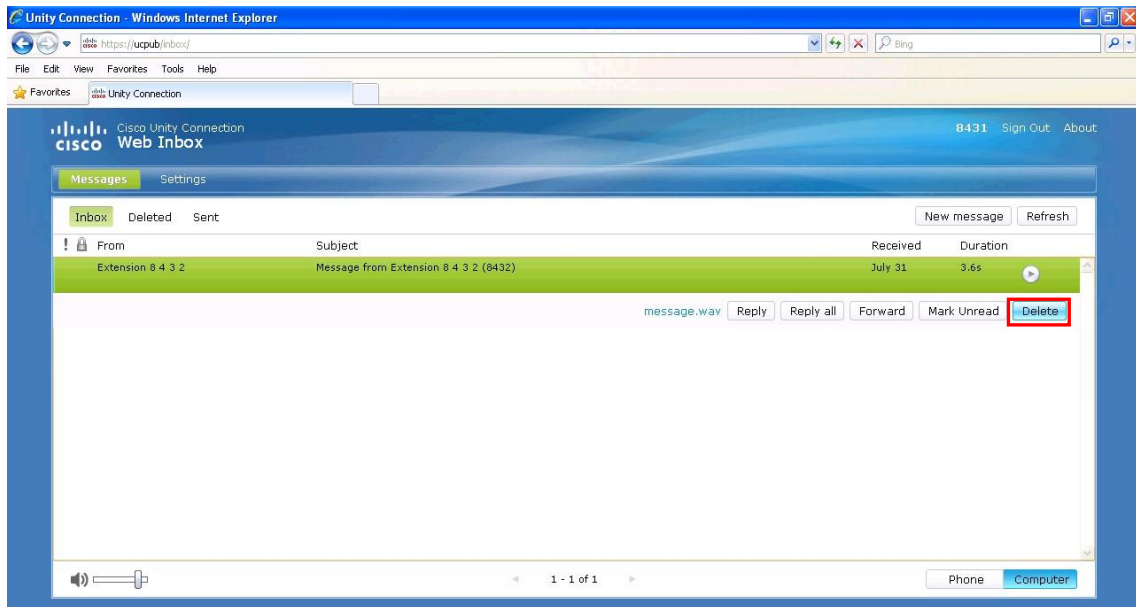 Unity Connection - Windows Internet Explorer
cisco https://ucpub/inbox/ Bing
File Edit View Favorites Tools Help
Favorites cisco Unity Connection
Cisco Unity Connection
cisco Web Inbox
8431 Sign Out About
Messages Settings
Inbox Deleted Sent New message Refresh
! From Subject Received Duration
Extension 8 4 3 2 Message from Extension 8 4 3 2 (8432) July 31 3.6s
message.wav Reply Reply all Forward Mark Unread Delete
1 - 1 of 1 Phone Computer